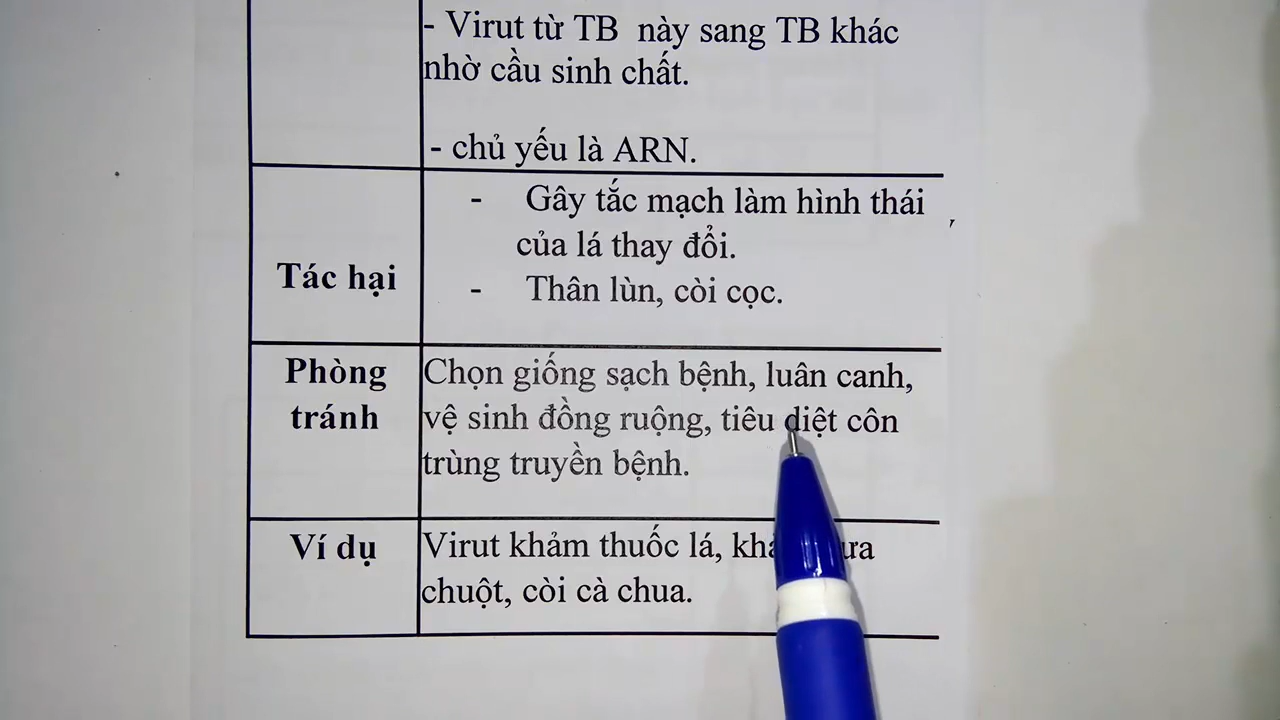 - Virut từ TB này sang TB khác
nhờ cầu sinh chất.
- chủ yếu là ARN.
Tác hại
- Gây tắc mạch làm hình thái
của lá thay đổi.
- Thân lùn, còi cọc.
Phòng
tránh
Chọn giống sạch bệnh, luân canh,
vệ sinh đồng ruộng, tiêu diệt côn
trùng truyền bệnh.
Ví dụ
Virut khảm thuốc lá,
chuột, còi cà chua.